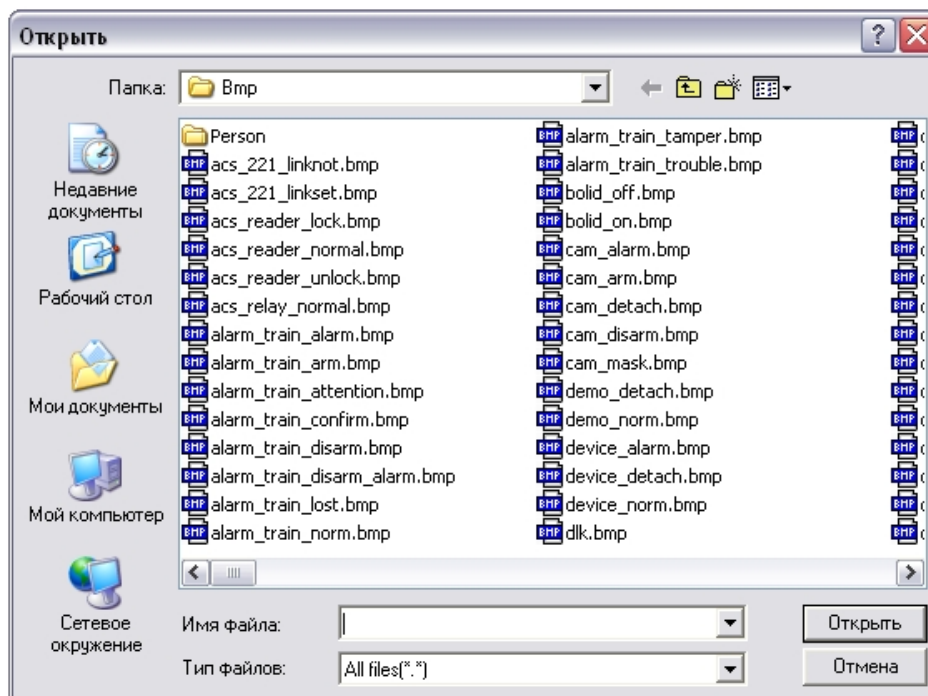 Открыть
Папка:
Bmp
Недавние
документы
Рабочий стол
Мои документы
Мой компьютер
Сетевое
окружение
Person
acs_221_linknot.bmp
acs_221_linkset.bmp
acs_reader_lock.bmp
acs_reader_normal.bmp
acs_reader_unlock.bmp
acs_relay_normal.bmp
alarm_train_alarm.bmp
alarm_train_arm.bmp
alarm_train_attention.bmp
alarm_train_confirm.bmp
alarm_train_disarm.bmp
alarm_train_disarm_alarm.bmp
alarm_train_lost.bmp
alarm_train_norm.bmp
alarm_train_tamper.bmp
alarm_train_trouble.bmp
bolid_off.bmp
bolid_on.bmp
cam_alarm.bmp
cam_arm.bmp
cam_detach.bmp
cam_disarm.bmp
cam_mask.bmp
demo_detach.bmp
demo_norm.bmp
device_alarm.bmp
device_detach.bmp
device_norm.bmp
dlk.bmp
Имя файла:
Открыть
Тип файлов:
All files(*.*)
Отмена